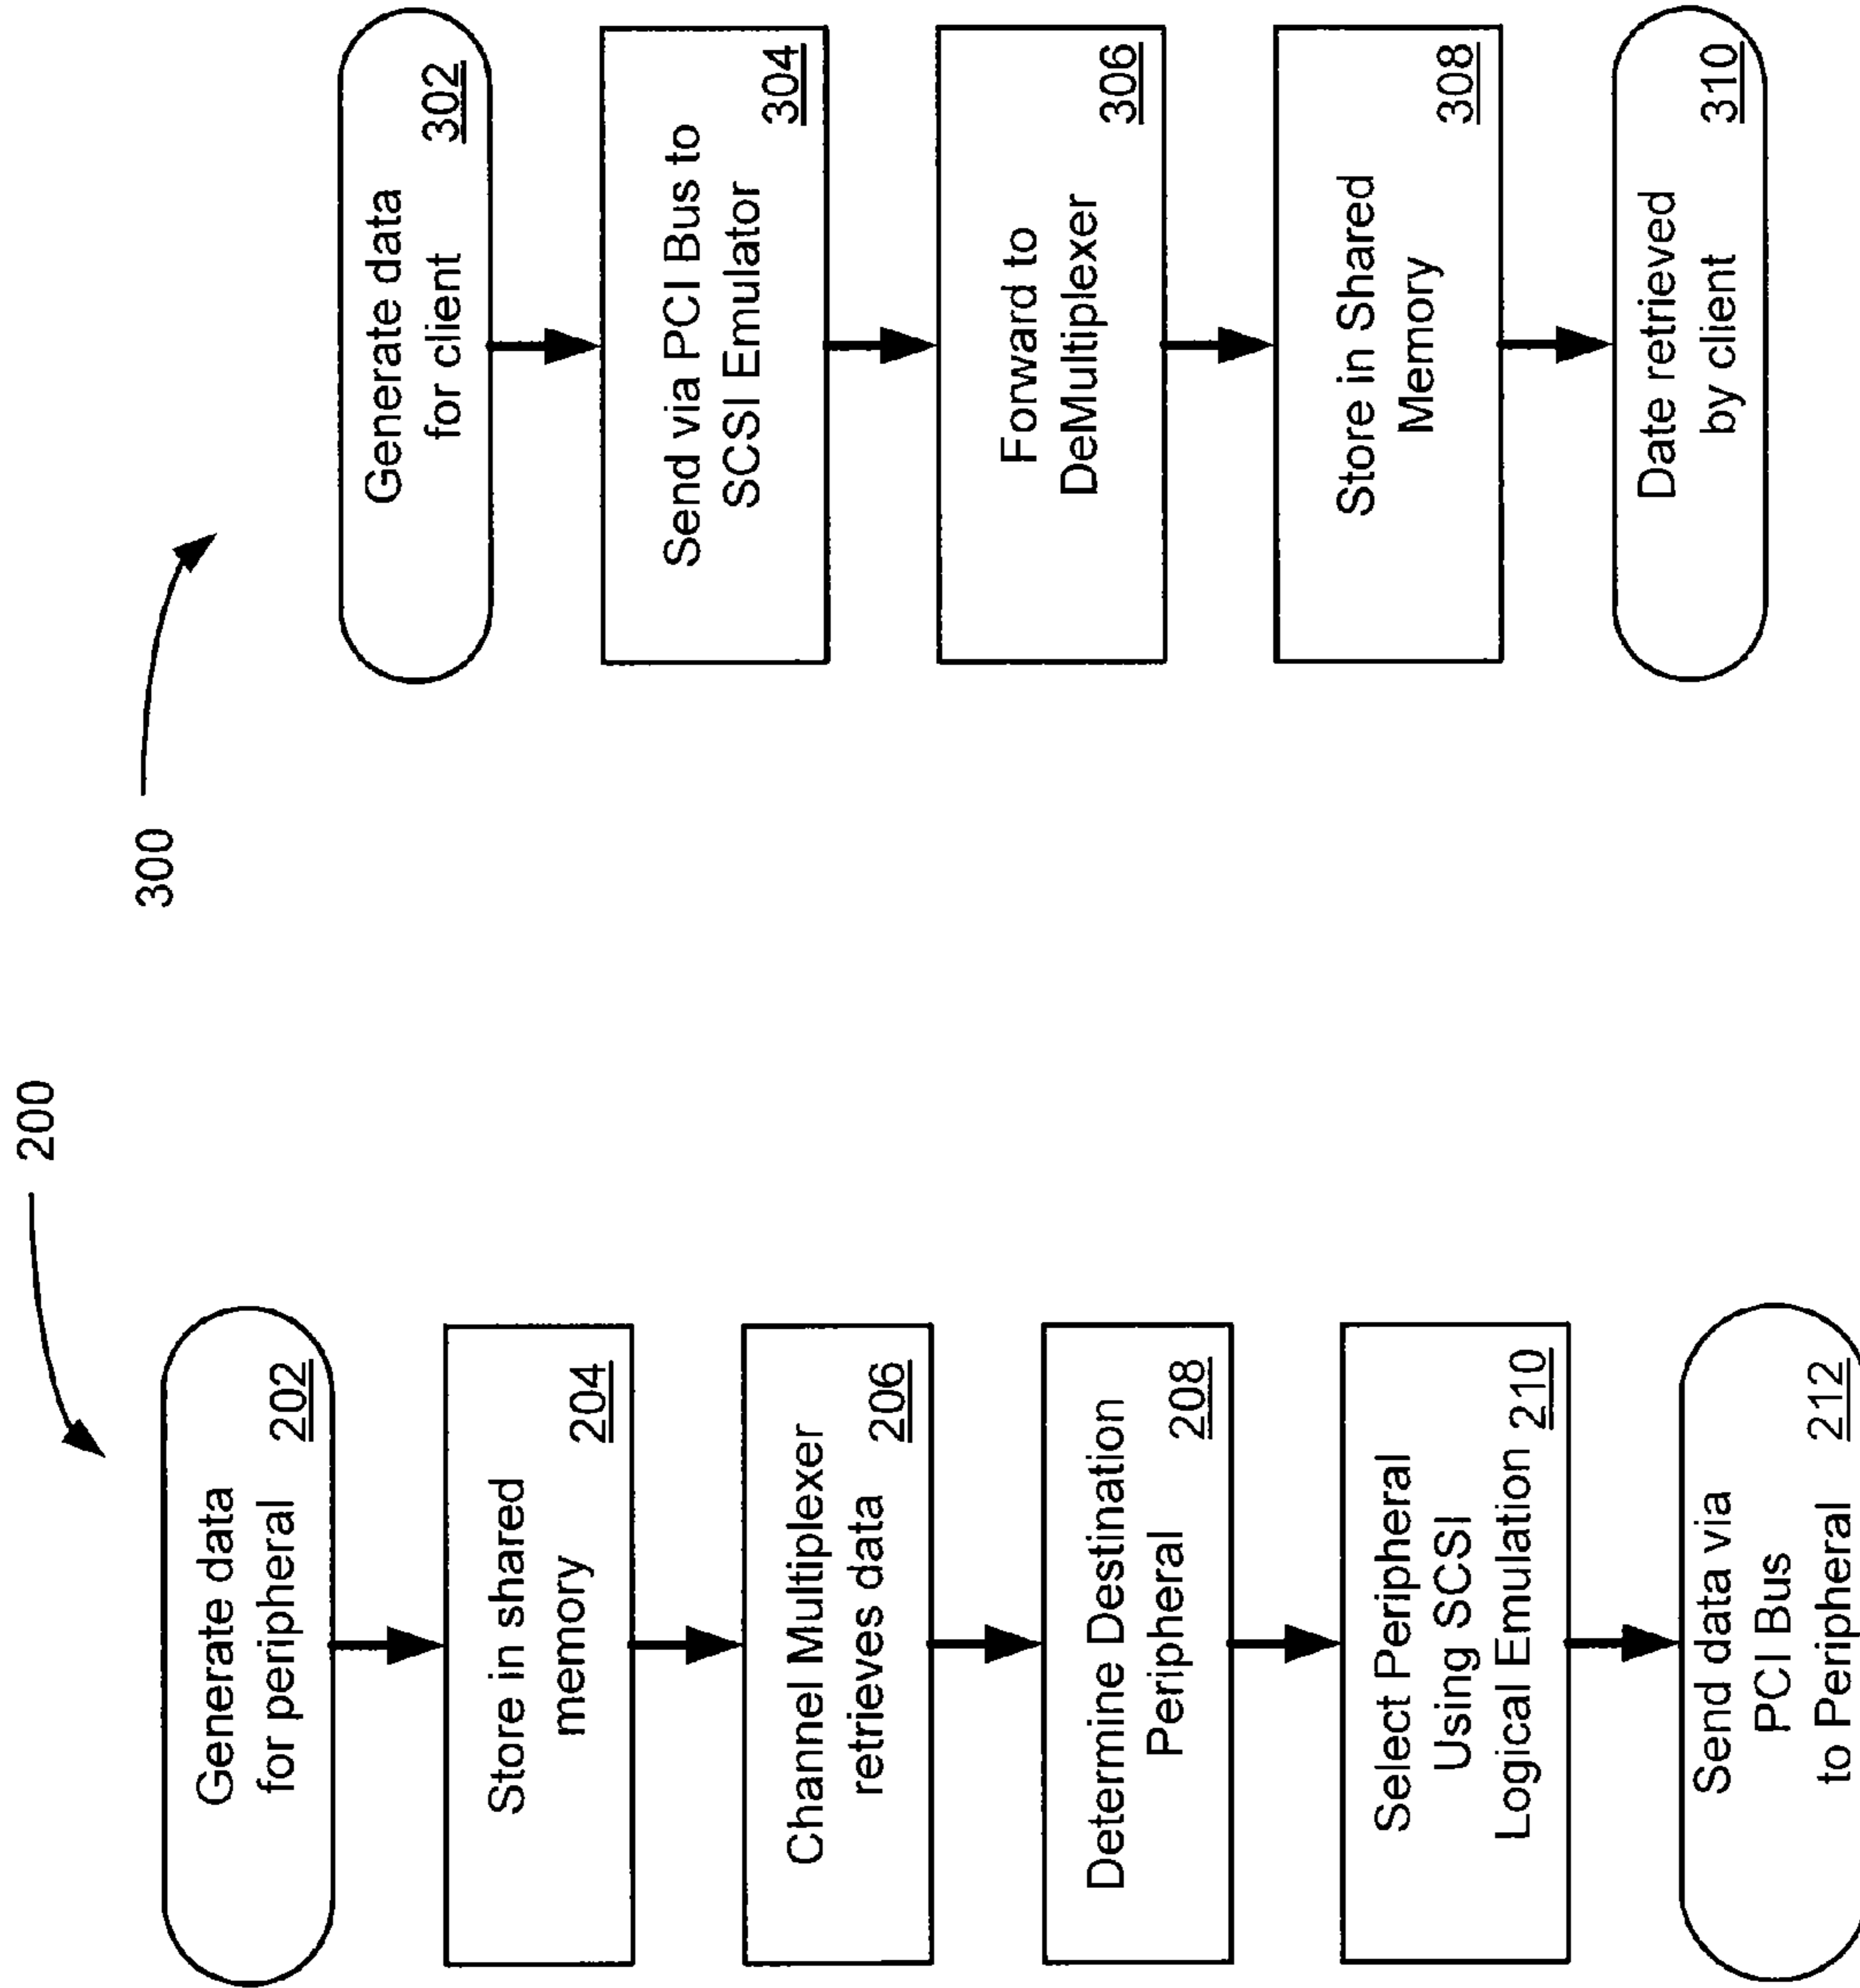 200
Generate data
for peripheral 202
Store in shared
memory 204
Channel Multiplexer
retrieves data 206
Determine Destination
Peripheral 208
Select Peripheral
Using SCSI
Logical Emulation 210
Send data via
PCI Bus
to Peripheral 212
300
Generate data
for client 302
Send via PCI Bus to
SCSI Emulator 304
Forward to
DeMultiplexer 306
Store in Shared
Memory 308
Date retrieved
by client 310